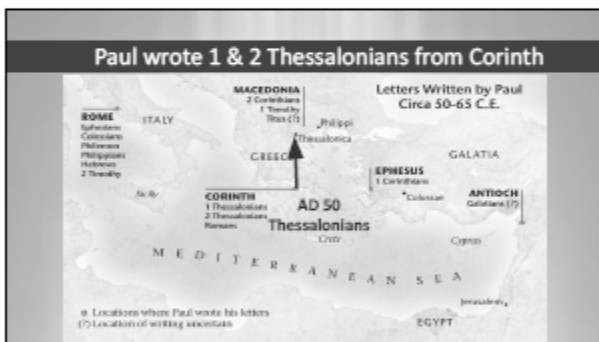 Paul wrote 1 & 2 Thessalonians from Corinth
Letters Written by Paul
Circa 50-65 C.E.
MACEDONIA
2 Corinthians
1 Timothy
Titus (?)
ROME
Ephesians
Colossians
Philemon
Philippians
Hebrews
2 Timothy
ITALY
Philippi
Thessalonica
GREECE
GALATIA
EPHESUS
1 Corinthians
Colossae
ANTIOCH
Galatians (?)
Sicily
CORINTH
1 Thessalonians
2 Thessalonians
Romans
AD 50
Thessalonians
Crete
Cyprus
MEDITERRANEAN SEA
Jerusalem
EGYPT
Locations where Paul wrote his letters
(?) Location of writing uncertain